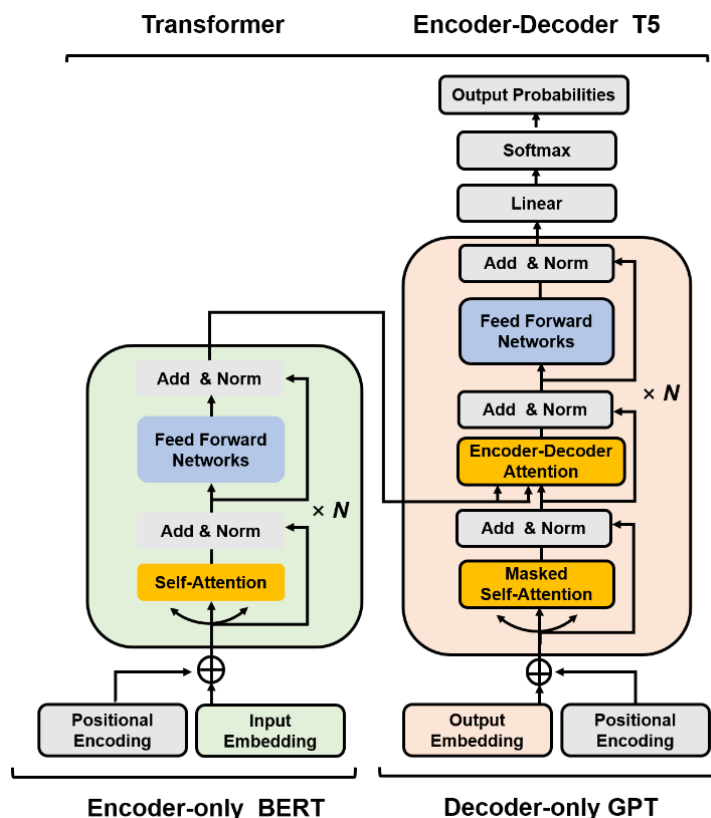 Transformer
Encoder-Decoder T5
Output Probabilities
Softmax
Linear
Add & Norm
Feed Forward
Networks
× N
Add & Norm
Encoder-Decoder
Attention
Add & Norm
Masked
Self-Attention
Add & Norm
Feed Forward
Networks
× N
Add & Norm
Self-Attention
Positional
Encoding
Input
Embedding
Output
Embedding
Positional
Encoding
Encoder-only BERT
Decoder-only GPT